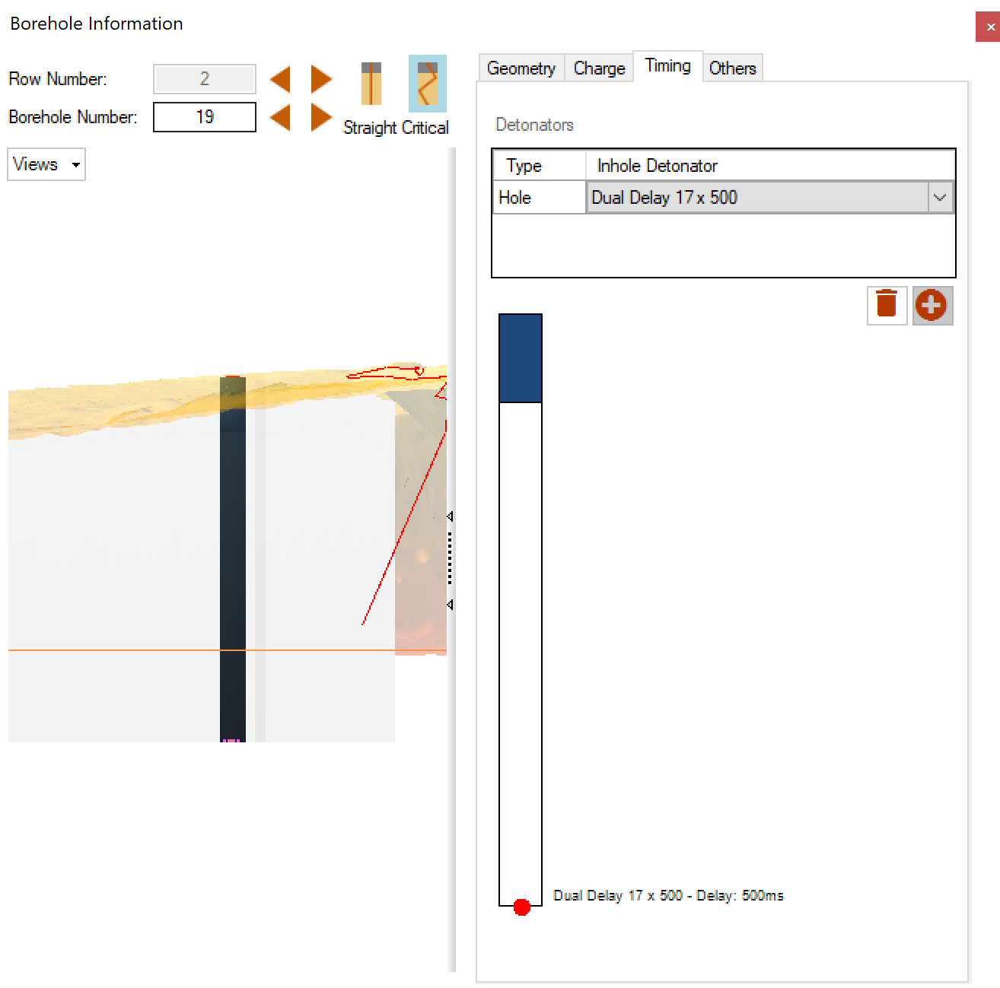 Borehole Information
Row Number: 2
Borehole Number: 19
Straight Critical
Views
Geometry Charge Timing Others
Detonators
Type Inhole Detonator
Hole Dual Delay 17 x 500
Dual Delay 17 x 500 - Delay: 500ms